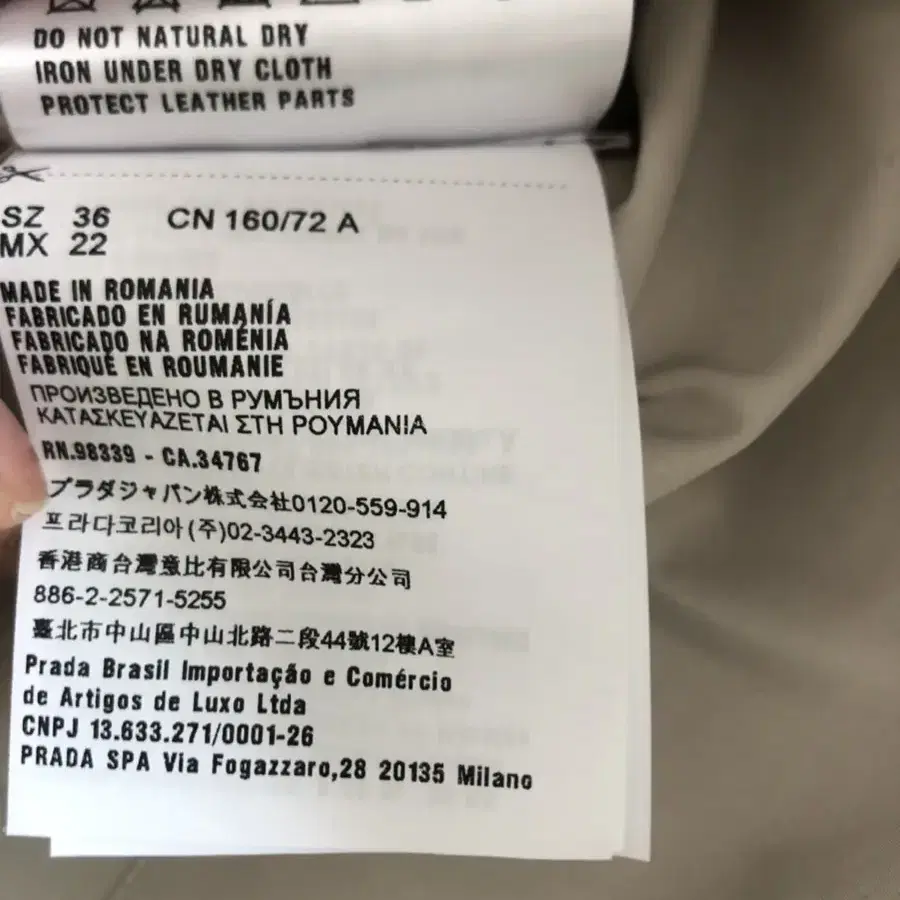 DO NOT NATURAL DRY
IRON UNDER DRY CLOTH
PROTECT LEATHER PARTS
SZ 36 CN 160/72 A
MX 22
MADE IN ROMANIA
FABRICADO EN RUMANÍA
FABRICADO NA ROMÉNIA
FABRIQUÉ EN ROUMANIE
ПРОИЗВЕДЕНО В РУМЪНИЯ
ΚΑΤΑΣΚΕΥΑΖΕΤΑΙ ΣΤΗ ΡΟΥΜΑΝΙΑ
RN.98339 - CA.34767
プラダジャパン株式会社0120-559-914
프라다코리아(주)02-3443-2323
香港商台灣意比有限公司台灣分公司
886-2-2571-5255
臺北市中山區中山北路二段44號12樓A室
Prada Brasil Importação e Comércio
de Artigos de Luxo Ltda
CNPJ 13.633.271/0001-26
PRADA SPA Via Fogazzaro,28 20135 Milano